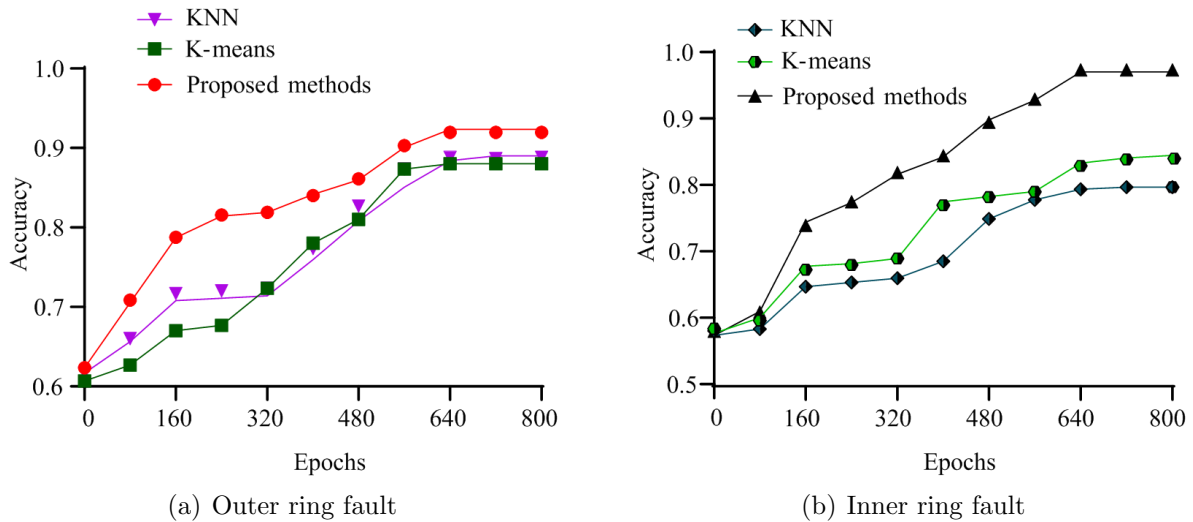 KNN
K-means
Proposed methods
1.0
0.9
0.8
0.7
0.6
Accuracy
0 160 320 480 640 800
Epochs
(a) Outer ring fault
KNN
K-means
Proposed methods
1.0
0.9
0.8
0.7
0.6
0.5
Accuracy
0 160 320 480 640 800
Epochs
(b) Inner ring fault